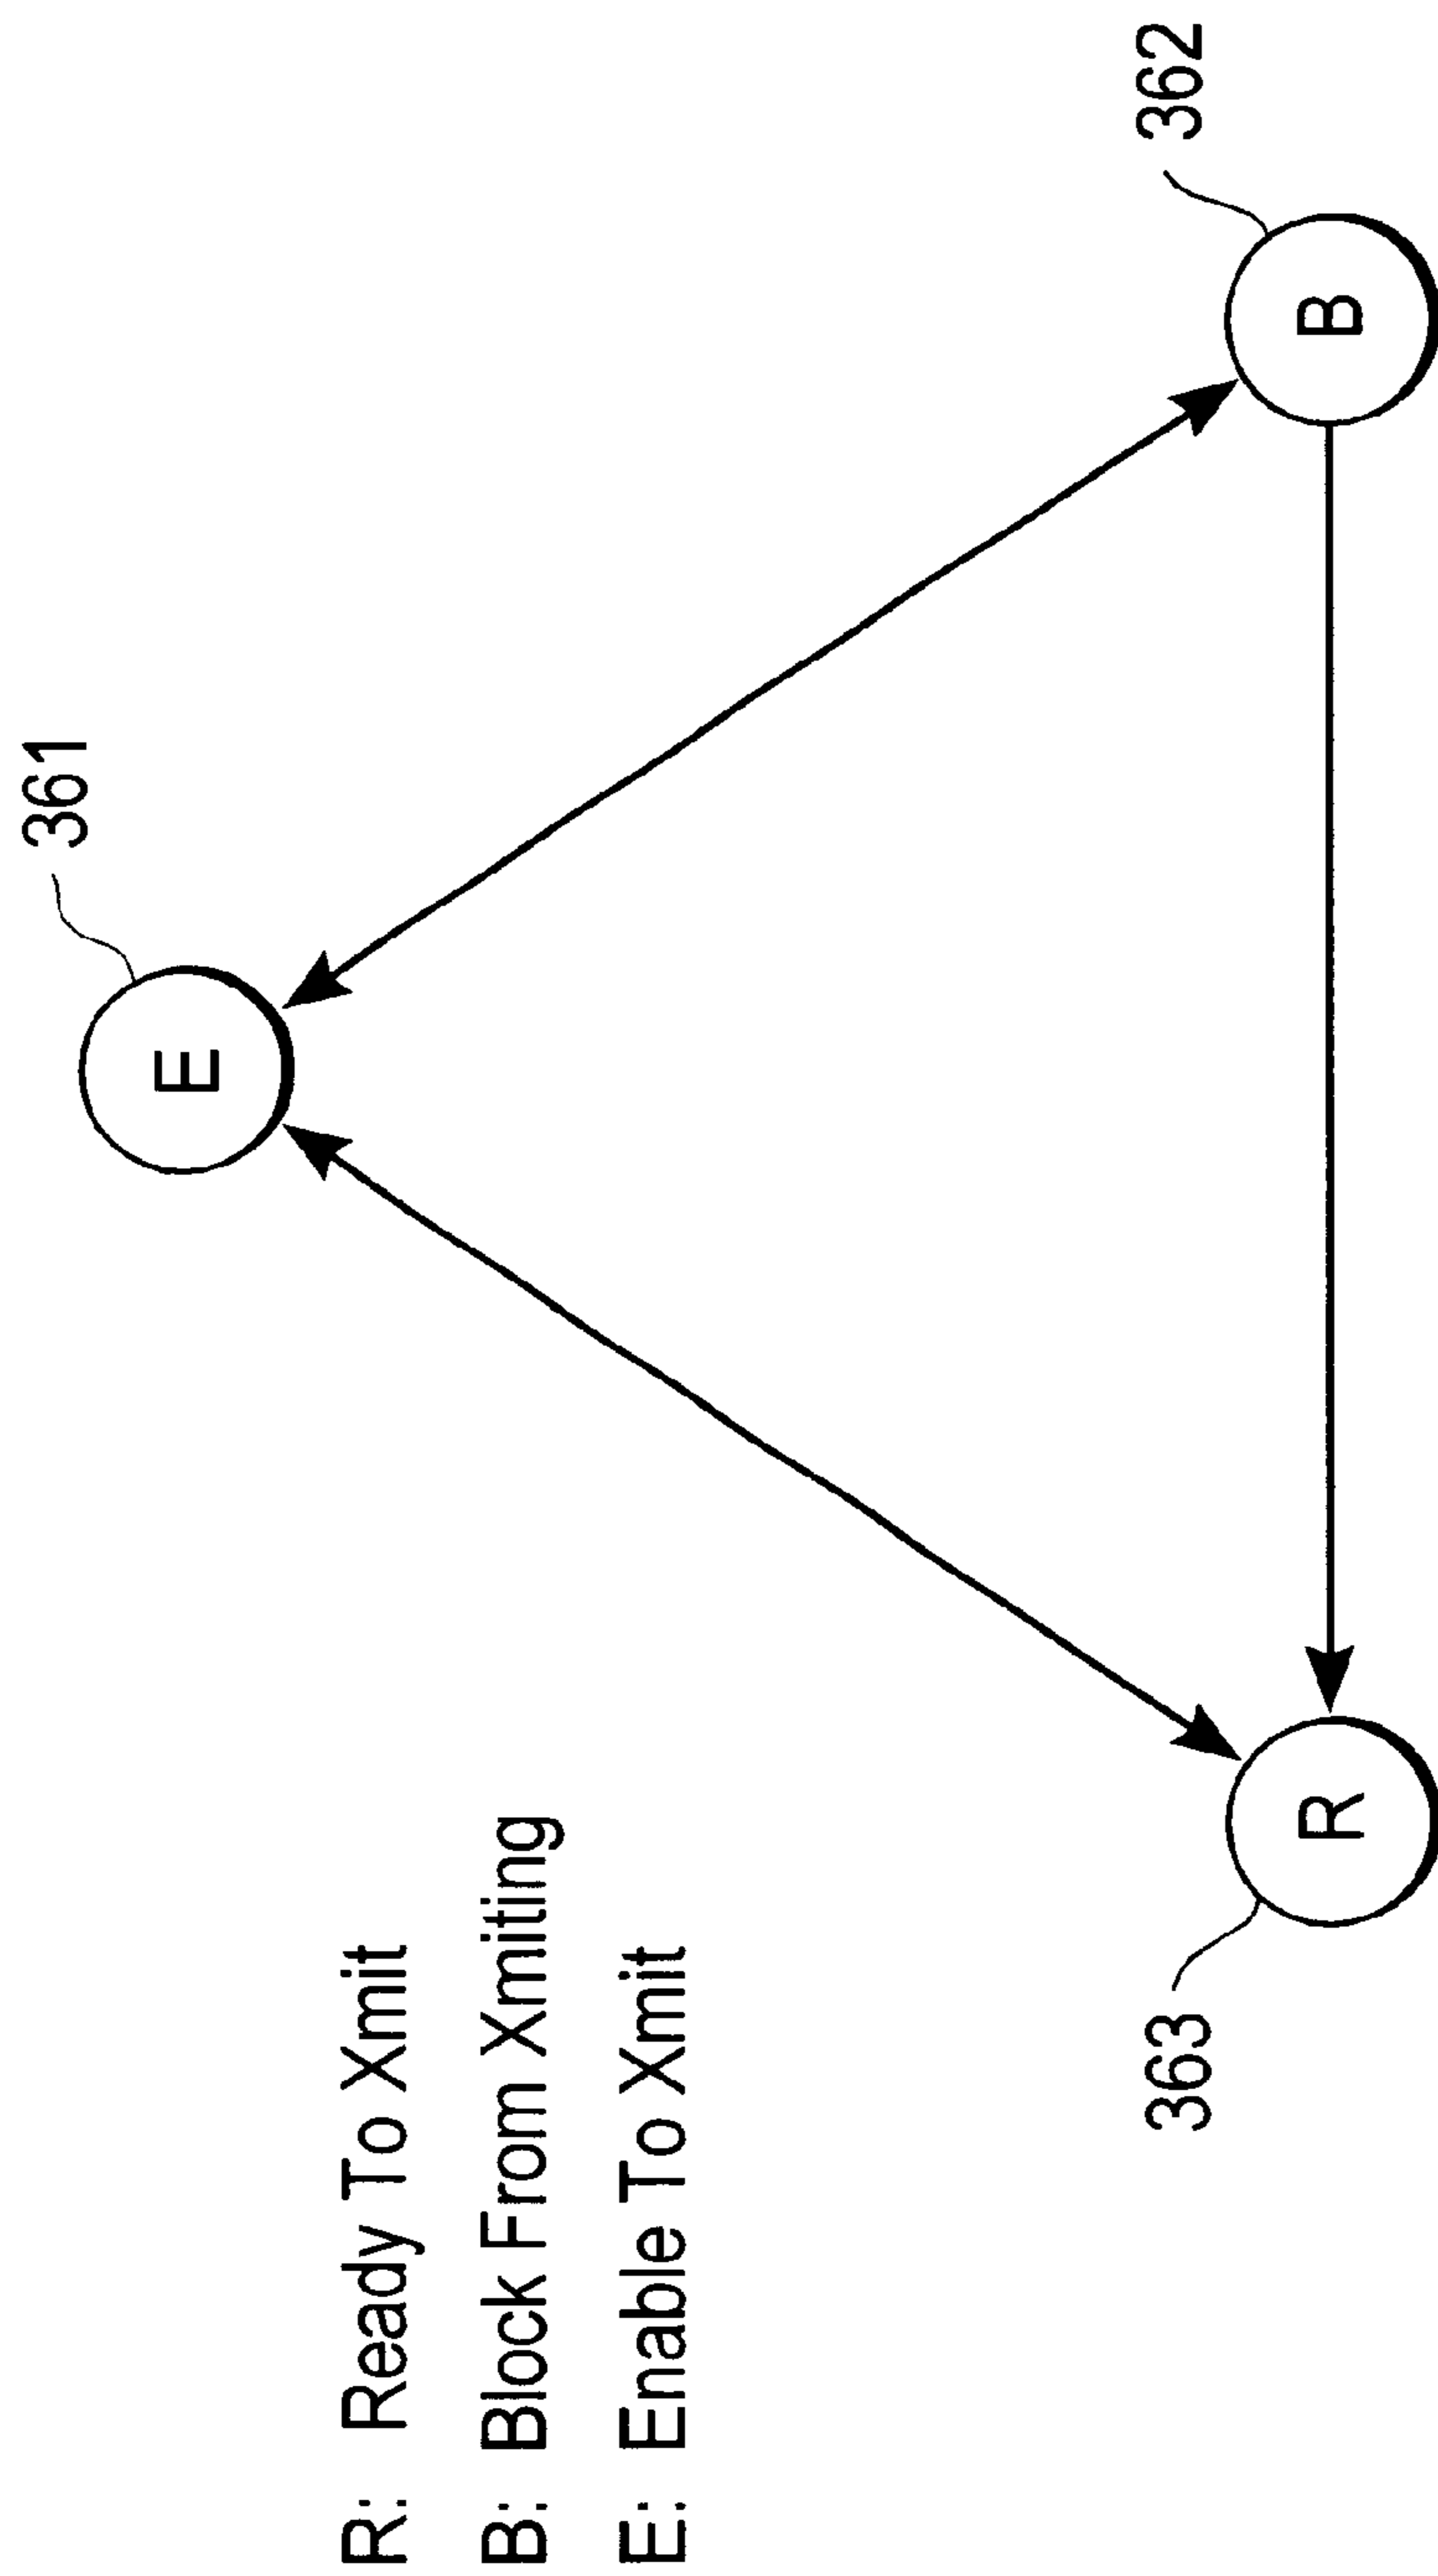 361
E
R: Ready To Xmit
B: Block From Xmiting
E: Enable To Xmit
363
R
B
362